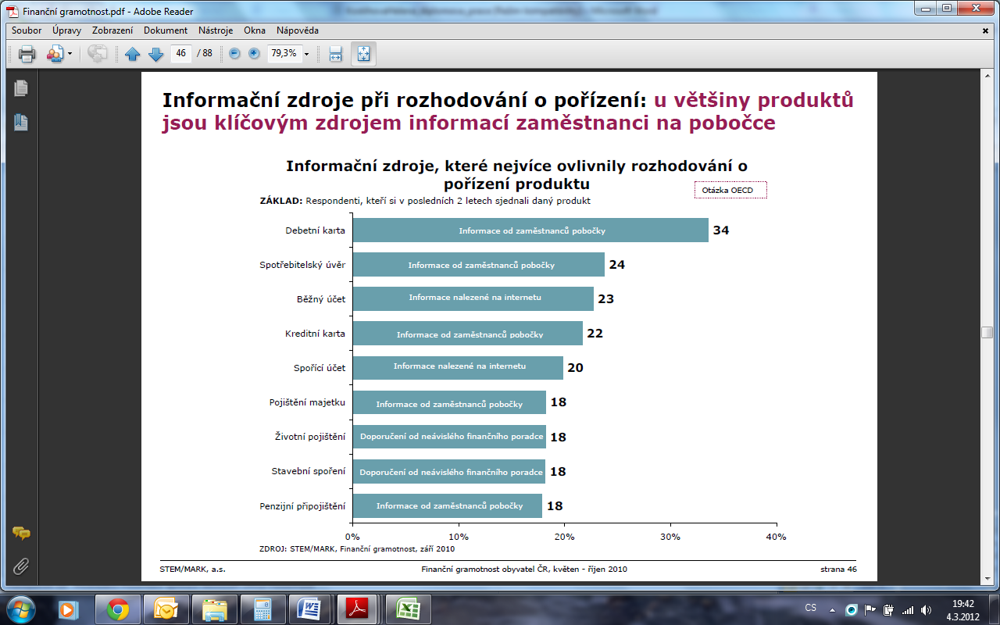 Finanční gramotnost.pdf - Adobe Reader
Soubor Úpravy Zobrazení Dokument Nástroje Okna Nápověda
46 / 88 79,3%
Informační zdroje při rozhodování o pořízení: u většiny produktů
jsou klíčovým zdrojem informací zaměstnanci na pobočce
Informační zdroje, které nejvíce ovlivnily rozhodování o
pořízení produktu
Otázka OECD
ZÁKLAD: Respondenti, kteří si v posledních 2 letech sjednali daný produkt
Debetní karta Informace od zaměstnanců pobočky 34
Spotřebitelský úvěr Informace od zaměstnanců pobočky 24
Běžný účet Informace nalezené na internetu 23
Kreditní karta Informace od zaměstnanců pobočky 22
Spořící účet Informace nalezené na internetu 20
Pojištění majetku Informace od zaměstnanců pobočky 18
Životní pojištění Doporučení od neávislého finančního poradce 18
Stavební spoření Doporučení od neávislého finančního poradce 18
Penzijní připojištění Informace od zaměstnanců pobočky 18
0% 10% 20% 30% 40%
ZDROJ: STEM/MARK, Finanční gramotnost, září 2010
STEM/MARK, a.s. Finanční gramotnost obyvatel ČR, květen - říjen 2010 strana 46
CS 19:42
4.3.2012